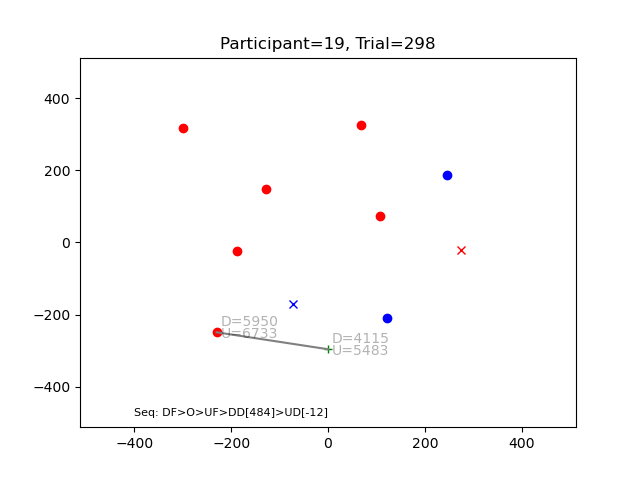 Participant=19, Trial=298
400
200
0
−200
−400
D=5950
U=6733
D=4115
U=5483
Seq: DF>O>UF>DD[484]>UD[-12]
−400
−200
0
200
400